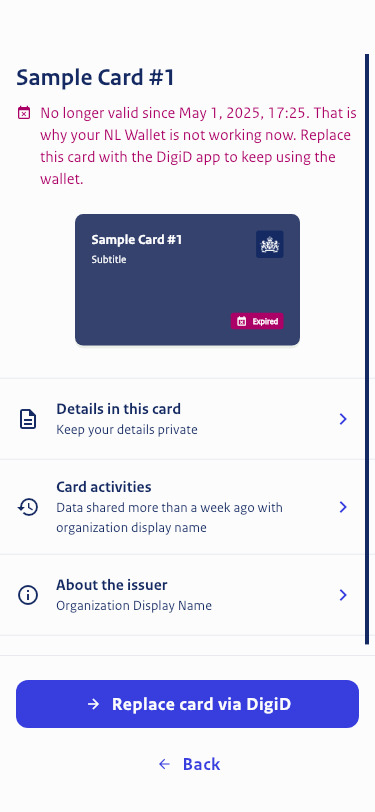 Sample Card #1
No longer valid since May 1, 2025, 17:25. That is
why your NL Wallet is not working now. Replace
this card with the DigiD app to keep using the
wallet.
Sample Card #1
Subtitle
Expired
Details in this card
Keep your details private
Card activities
Data shared more than a week ago with
organization display name
About the issuer
Organization Display Name
Replace card via DigiD
Back